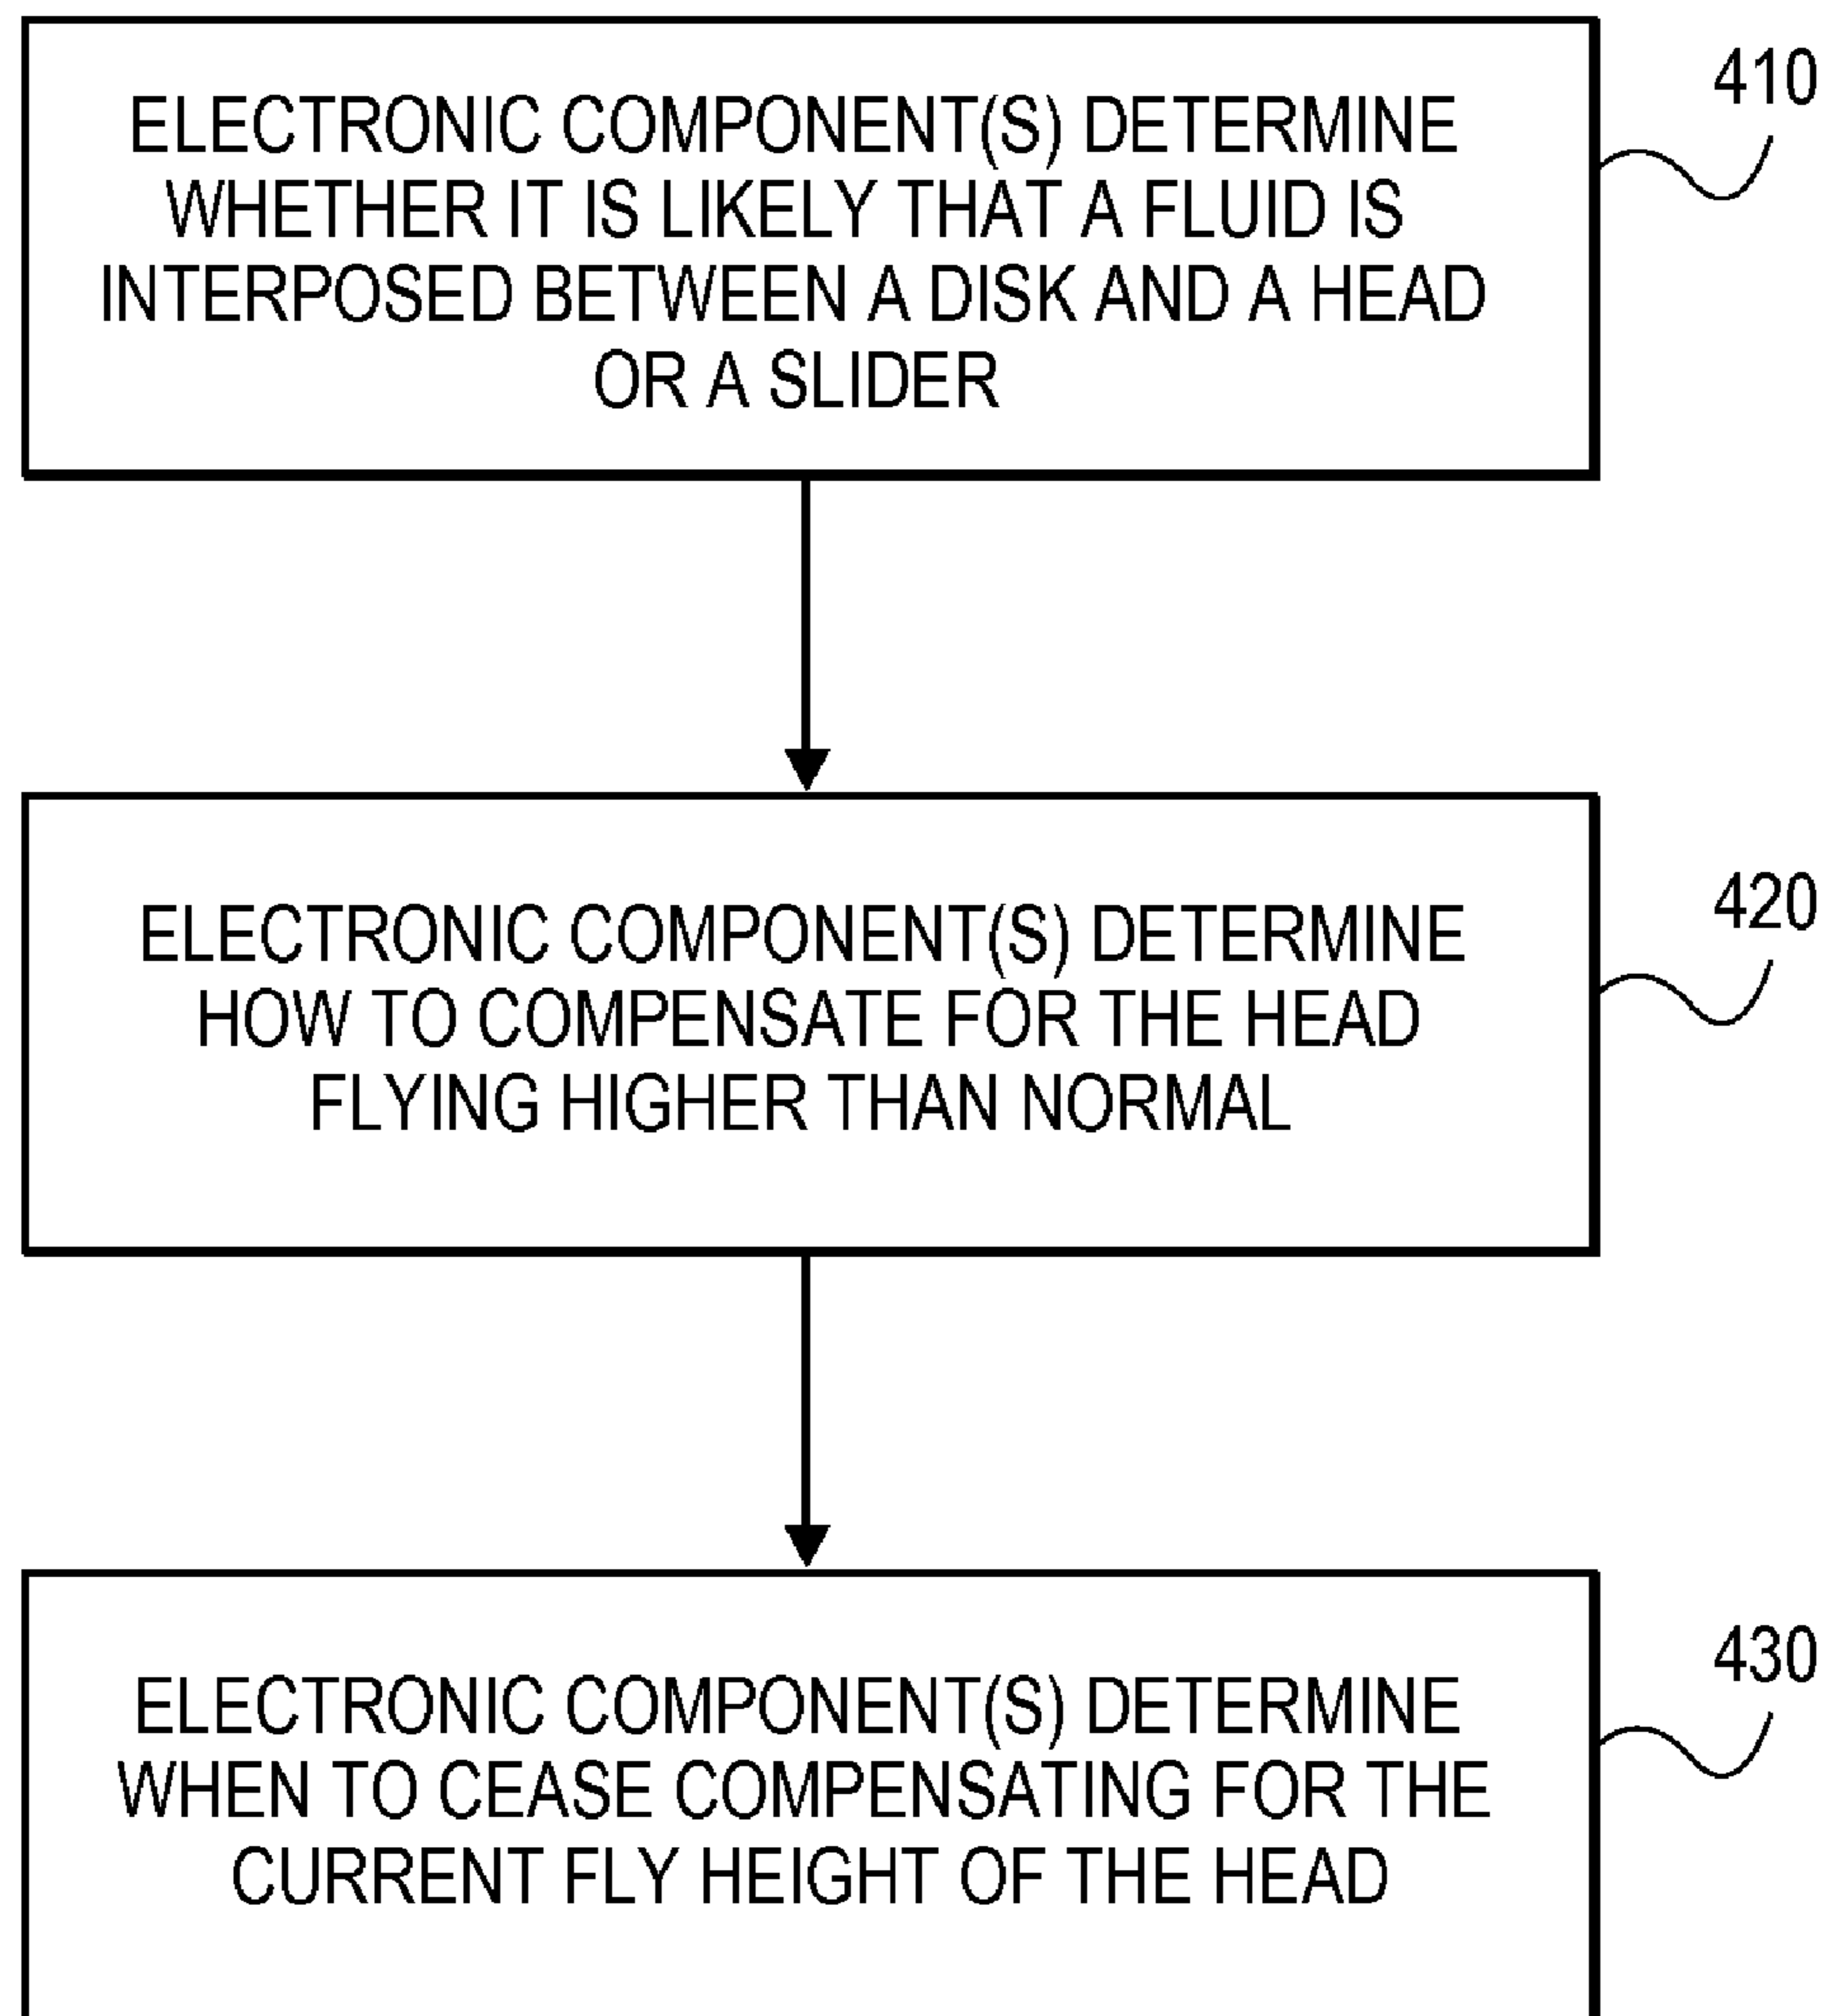 ELECTRONIC COMPONENT(S) DETERMINE
WHETHER IT IS LIKELY THAT A FLUID IS
INTERPOSED BETWEEN A DISK AND A HEAD
OR A SLIDER
410
ELECTRONIC COMPONENT(S) DETERMINE
HOW TO COMPENSATE FOR THE HEAD
FLYING HIGHER THAN NORMAL
420
ELECTRONIC COMPONENT(S) DETERMINE
WHEN TO CEASE COMPENSATING FOR THE
CURRENT FLY HEIGHT OF THE HEAD
430